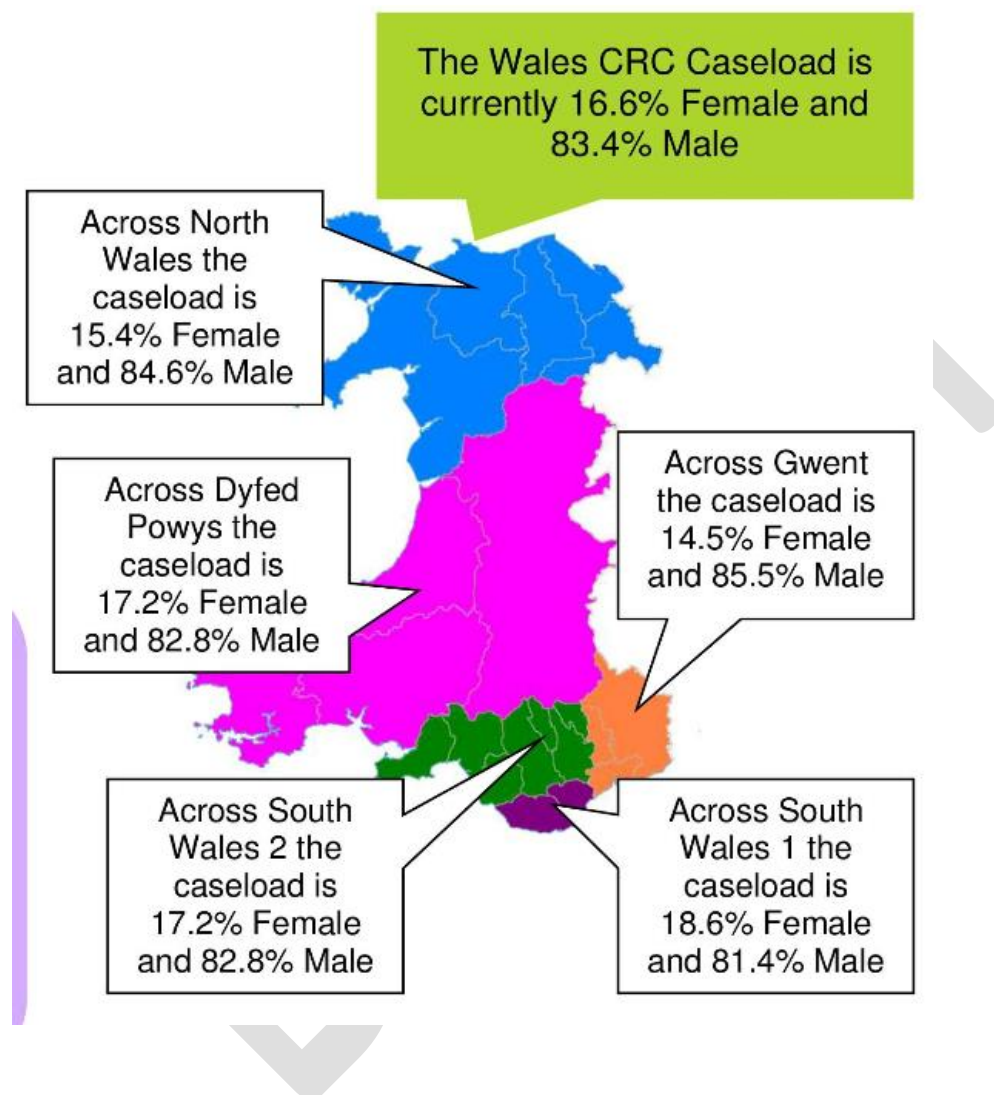 The Wales CRC Caseload is
currently 16.6% Female and
83.4% Male
Across North
Wales the
caseload is
15.4% Female
and 84.6% Male
Across Gwent
the caseload is
14.5% Female
and 85.5% Male
Across Dyfed
Powys the
caseload is
17.2% Female
and 82.8% Male
Across South
Wales 2 the
caseload is
17.2% Female
and 82.8% Male
Across South
Wales 1 the
caseload is
18.6% Female
and 81.4% Male